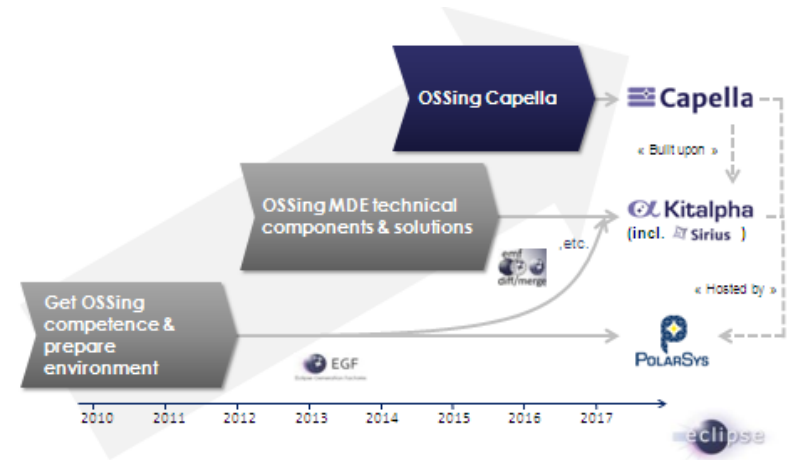 OSSing Capella
Capella
« Built upon »
OSSing MDE technical
components & solutions
Kitalpha
(incl. Sirius )
,etc.
emf
diff/merge
« Hosted by »
Get OSSing
competence &
prepare
environment
EGF
POLARSYS
2010 2011 2012 2013 2014 2015 2016 2017
eclipse